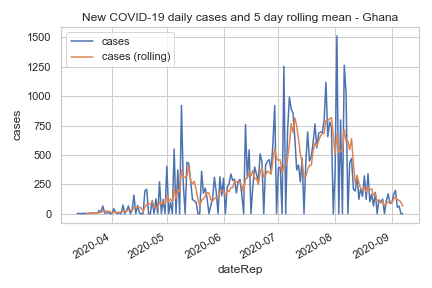 New COVID-19 daily cases and 5 day rolling mean - Ghana
cases
cases (rolling)
1500
1250
1000
750
500
250
0
cases
2020-04
2020-05
2020-06
2020-07
2020-08
2020-09
dateRep